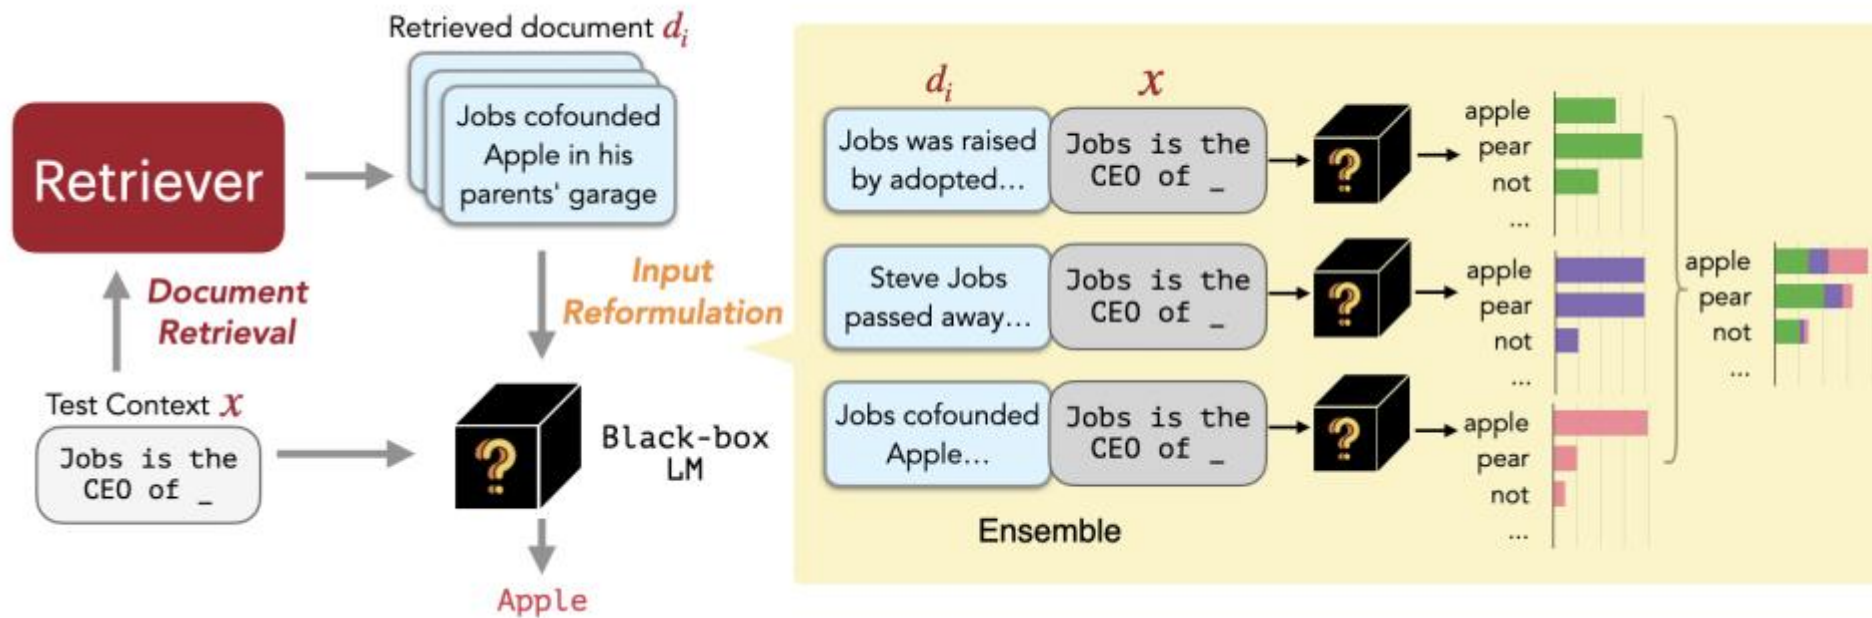 Retrieved document di
Jobs cofounded
Apple in his
parents' garage
Retriever
Document
Retrieval
Input
Reformulation
Test Context x
Jobs is the
CEO of _
?
Black-box
LM
Apple
di
x
Jobs was raised
by adopted...
Jobs is the
CEO of _
?
apple
pear
not
...
Steve Jobs
passed away...
Jobs is the
CEO of _
?
apple
pear
not
...
Jobs cofounded
Apple...
Jobs is the
CEO of _
?
apple
pear
not
...
apple
pear
not
...
Ensemble